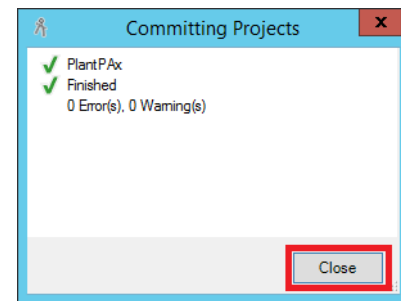 Committing Projects
x
PlantPAx
Finished
0 Error(s), 0 Warning(s)
Close